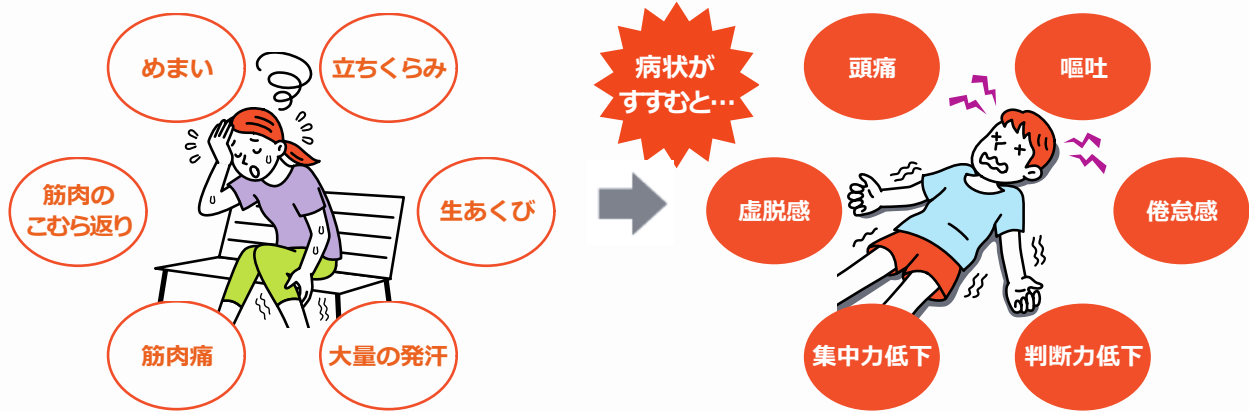 めまい
立ちくらみ
筋肉の
こむら返り
生あくび
筋肉痛
大量の発汗
病状が
すすむと…
頭痛
嘔吐
虚脱感
倦怠感
集中力低下
判断力低下